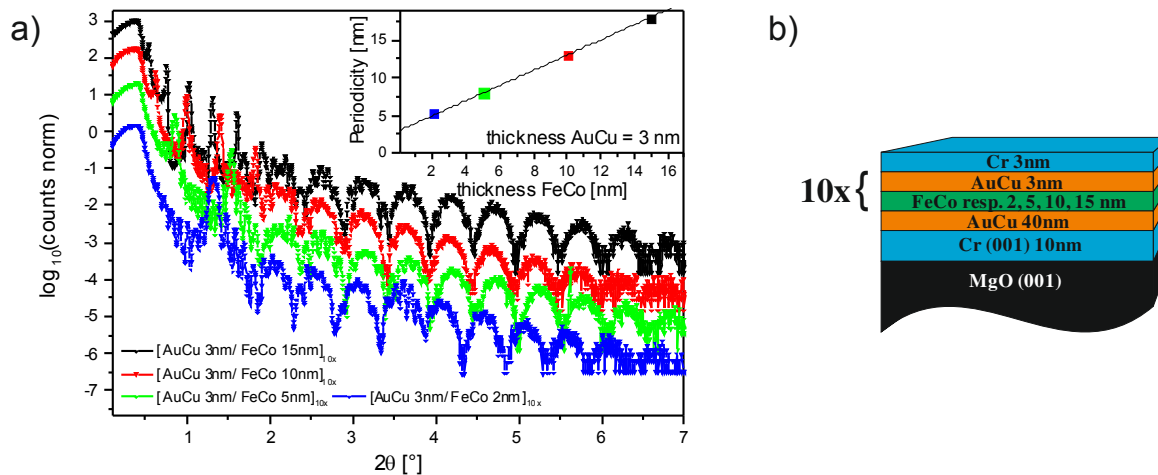 a)
log₁₀(counts norm)
3
2
1
0
-1
-2
-3
-4
-5
-6
-7
1 2 3 4 5 6 7
2θ [°]
[AuCu 3nm/ FeCo 15nm]₁₀ₓ
[AuCu 3nm/ FeCo 10nm]₁₀ₓ
[AuCu 3nm/ FeCo 5nm]₁₀ₓ [AuCu 3nm/ FeCo 2nm]₁₀ₓ
Periodicity [nm]
18
13
8
3
thickness AuCu = 3 nm
2 4 6 8 10 12 14 16
thickness FeCo [nm]
b)
10x
Cr 3nm
AuCu 3nm
FeCo resp. 2, 5, 10, 15 nm
AuCu 40nm
Cr (001) 10nm
MgO (001)